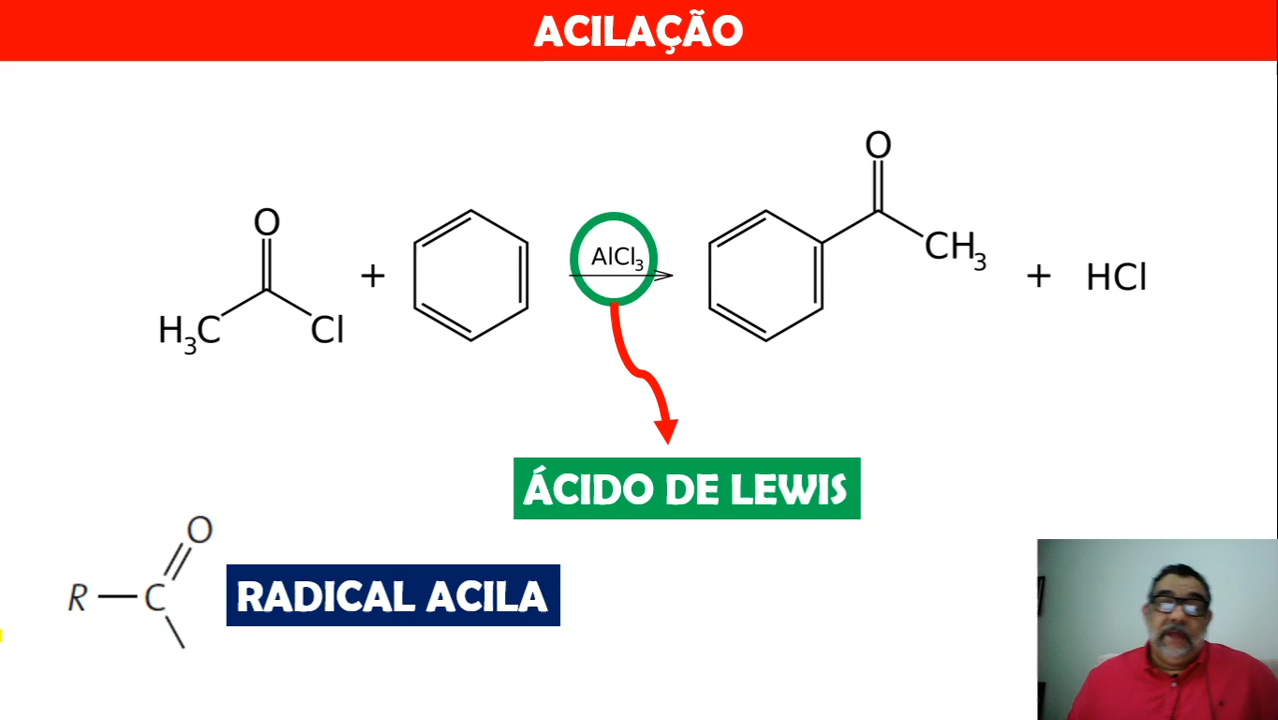 ACILAÇÃO
O
H3C
Cl
+
AlCl3
O
CH3
+ HCl
ÁCIDO DE LEWIS
O
R C
RADICAL ACILA